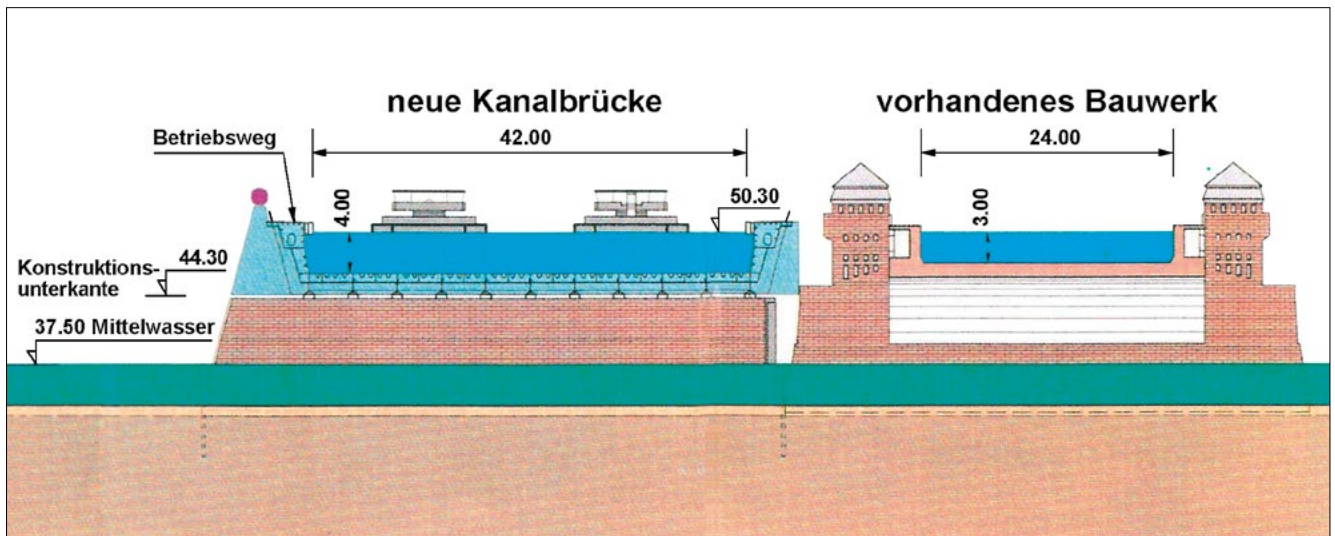 neue Kanalbrücke
vorhandenes Bauwerk
Betriebsweg
42.00
24.00
4.00
50.30
3.00
Konstruktions-
unterkante
44.30
37.50 Mittelwasser